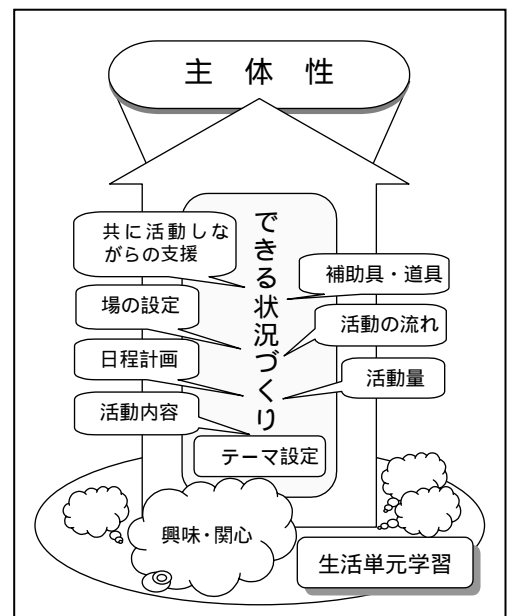 主体性
できる状況づくり
共に活動しな
がらの支援
場の設定
日程計画
活動内容
補助具・道具
活動の流れ
活動量
テーマ設定
興味・関心
生活単元学習